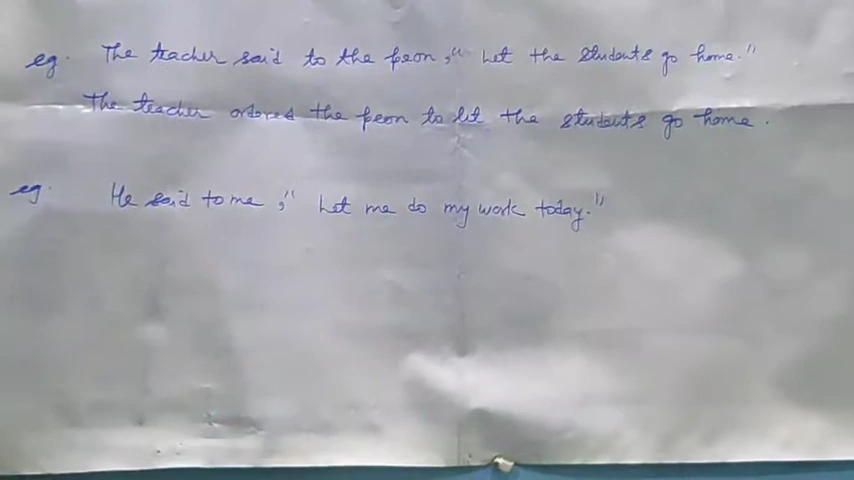 eg. The teacher said to the peon," Let the students go home."
The teacher ordered the peon to let the students go home.
eg. He said to me," Let me do my work today."